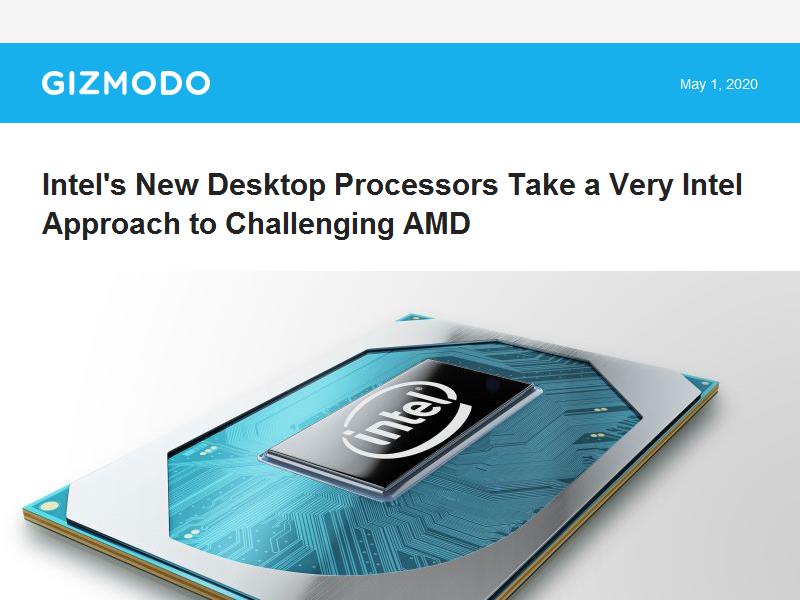 GIZMODO
May 1, 2020
Intel's New Desktop Processors Take a Very Intel
Approach to Challenging AMD
intel